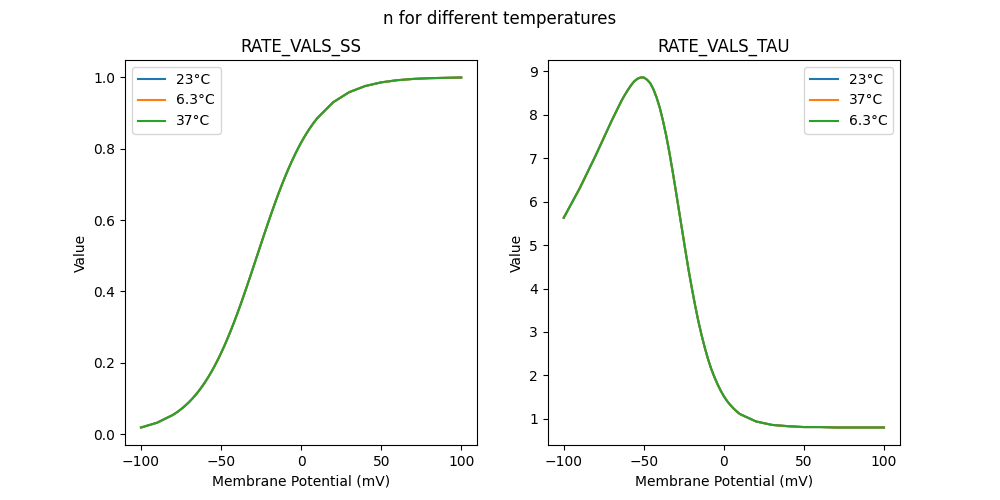 n for different temperatures
RATE_VALS_SS
23°C
6.3°C
37°C
1.0
0.8
0.6
0.4
0.2
0.0
Value
−100
−50
0
50
100
Membrane Potential (mV)
RATE_VALS_TAU
23°C
37°C
6.3°C
9
8
7
6
5
4
3
2
1
Value
−100
−50
0
50
100
Membrane Potential (mV)